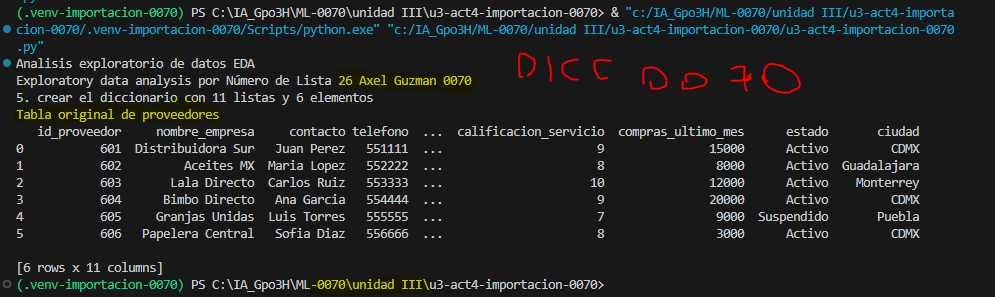 (.venv-importacion-0070) PS C:\IA_Gpo3H\ML-0070\unidad III\u3-act4-importacion-0070> & "c:/IA_Gpo3H/ML-0070/unidad III/u3-act4-importa
cion-0070/.venv-importacion-0070/Scripts/python.exe" "c:/IA_Gpo3H/ML-0070/unidad III/u3-act4-importacion-0070/u3-act4-importacion-0070
.py"
Analisis exploratorio de datos EDA
Exploratory data analysis por Número de Lista 26 Axel Guzman 0070
DICC 0070
5. crear el diccionario con 11 listas y 6 elementos
Tabla original de proveedores
id_proveedor nombre_empresa contacto telefono ... calificacion_servicio compras_ultimo_mes estado ciudad
0 601 Distribuidora Sur Juan Perez 551111 ... 9 15000 Activo CDMX
1 602 Aceites MX Maria Lopez 552222 ... 8 8000 Activo Guadalajara
2 603 Lala Directo Carlos Ruiz 553333 ... 10 12000 Activo Monterrey
3 604 Bimbo Directo Ana Garcia 554444 ... 9 20000 Activo CDMX
4 605 Granjas Unidas Luis Torres 555555 ... 7 9000 Suspendido Puebla
5 606 Papelera Central Sofia Diaz 556666 ... 8 3000 Activo CDMX
[6 rows x 11 columns]
(.venv-importacion-0070) PS C:\IA_Gpo3H\ML-0070\unidad III\u3-act4-importacion-0070>